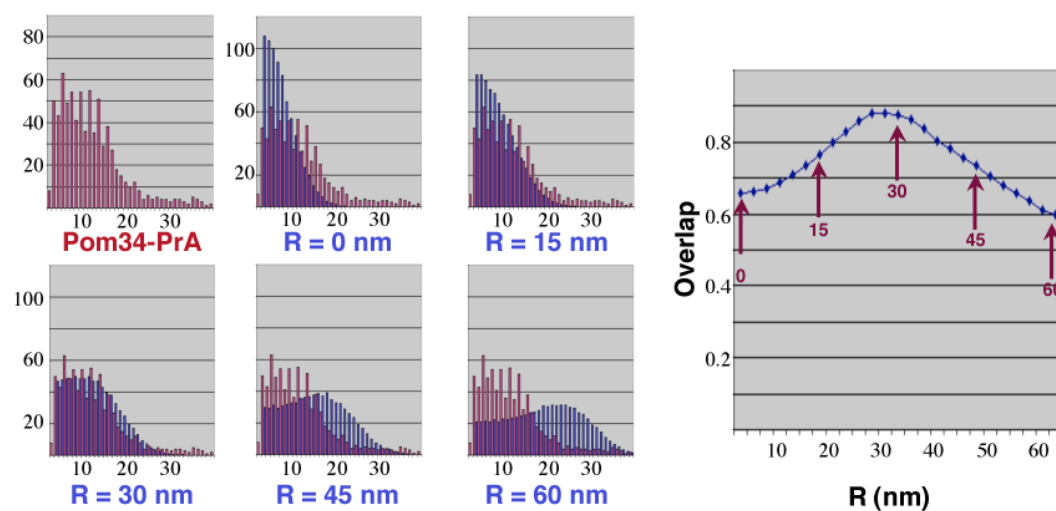 80
60
40
20
10 20 30
Pom34-PrA
100
60
20
10 20 30
R = 0 nm
10 20 30
R = 15 nm
100
60
20
10 20 30
R = 30 nm
10 20 30
R = 45 nm
10 20 30
R = 60 nm
Overlap
0.8
0.6
0.4
0.2
0
15
30
45
60
10 20 30 40 50 60
R (nm)